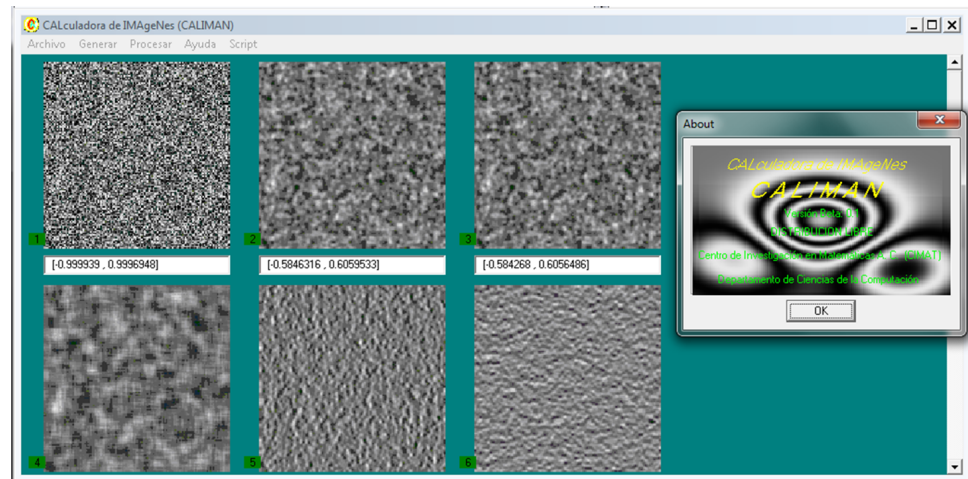 CALculadora de IMAgeNes (CALIMAN)
Archivo Generar Procesar Ayuda Script
1
2
3
[-0.999939 , 0.9996948]
[-0.5846316 , 0.6059533]
[-0.584268 , 0.6056486]
4
5
6
About
CALculadora de IMAgeNes
CALIMAN
Versión Beta: 0.1
DISTRIBUCION LIBRE
Centro de Investigación en Matemáticas A. C. (CIMAT)
Departamento de Ciencias de la Computación
OK